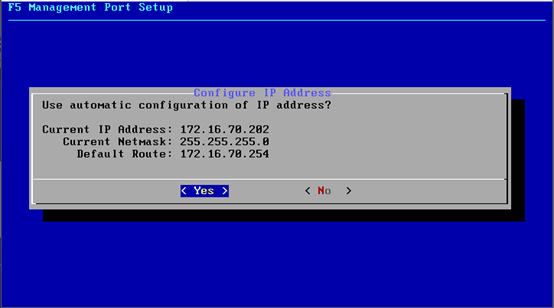 F5 Management Port Setup
Configure IP Address
Use automatic configuration of IP address?
Current IP Address: 172.16.70.202
Current Netmask: 255.255.255.0
Default Route: 172.16.70.254
< Yes > < No >